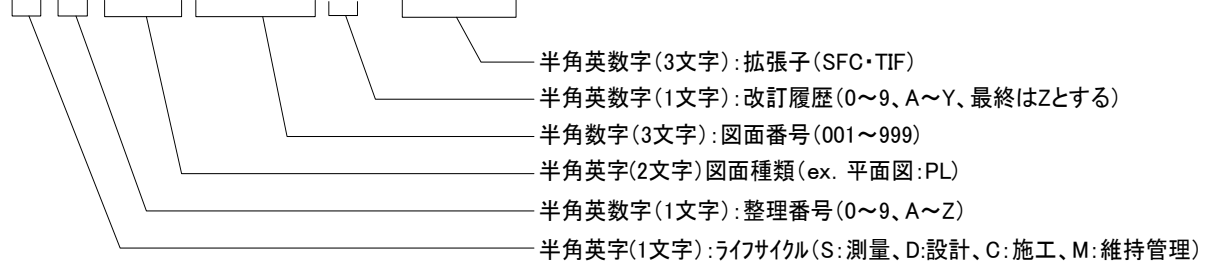 半角英数字(3文字):拡張子(SFC・TIF)
半角英数字(1文字):改訂履歴(0～9、A～Y、最終はZとする)
半角数字(3文字):図面番号(001～999)
半角英字(2文字)図面種類(ex. 平面図:PL)
半角英数字(1文字):整理番号(0～9、A～Z)
半角英字(1文字):ﾗｲﾌｻｲｸﾙ(S:測量、D:設計、C:施工、M:維持管理)